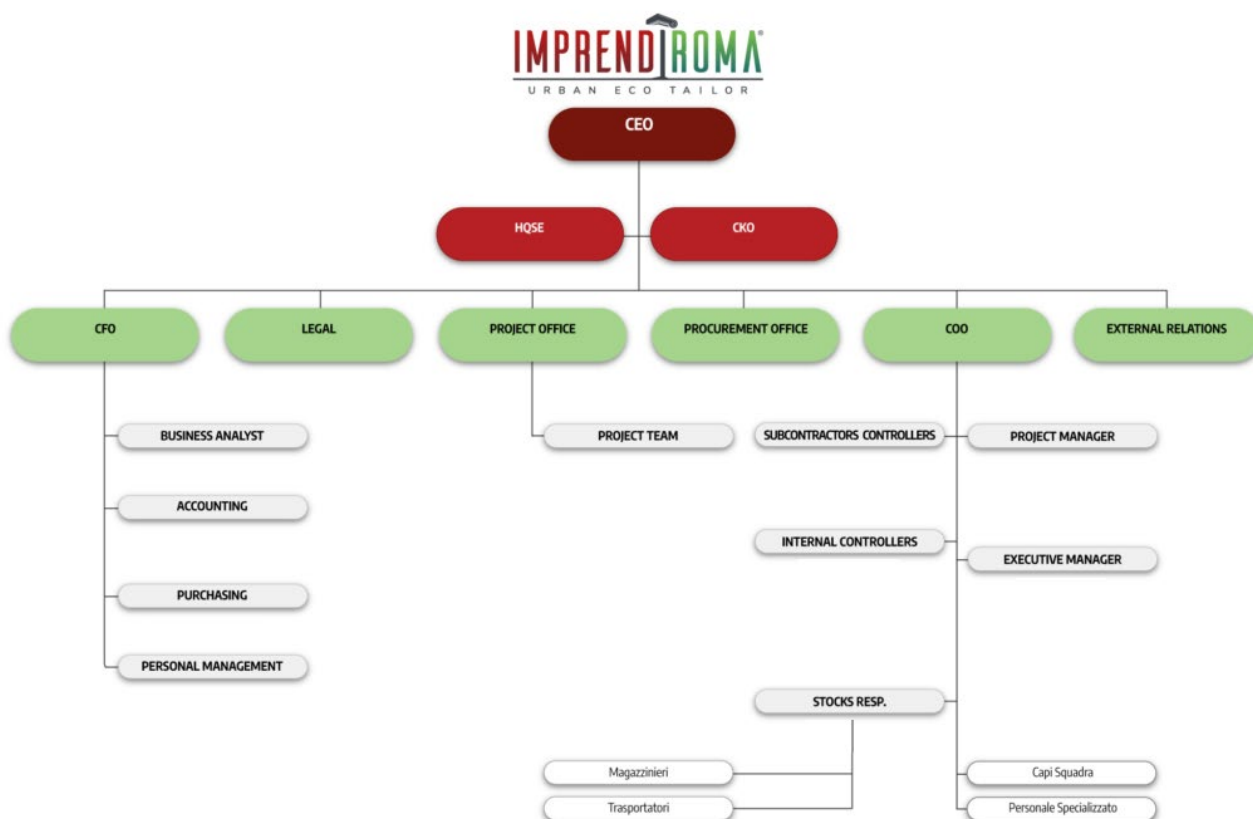 IMPRENDIROMA®
URBAN ECO TAILOR
CEO
HQSE
CKO
CFO
LEGAL
PROJECT OFFICE
PROCUREMENT OFFICE
COO
EXTERNAL RELATIONS
BUSINESS ANALYST
PROJECT TEAM
SUBCONTRACTORS CONTROLLERS
PROJECT MANAGER
ACCOUNTING
INTERNAL CONTROLLERS
EXECUTIVE MANAGER
PURCHASING
PERSONAL MANAGEMENT
STOCKS RESP.
Magazzinieri
Capi Squadra
Trasportatori
Personale Specializzato